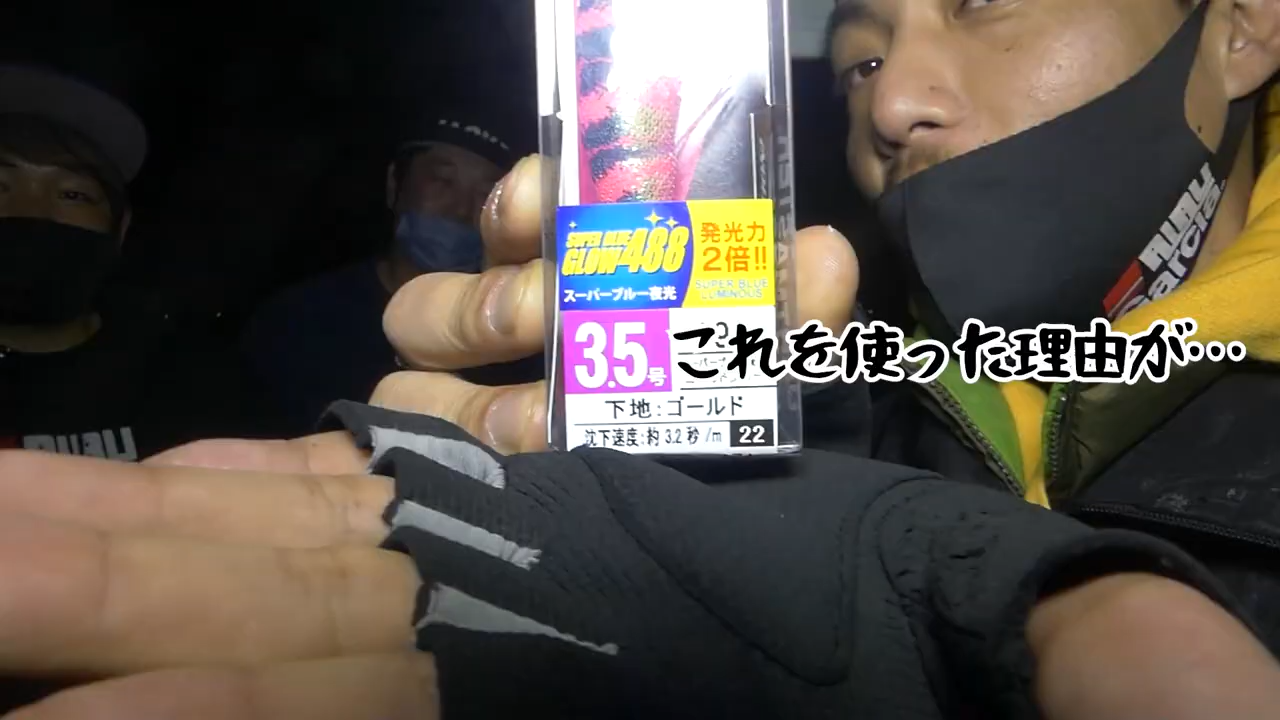 SUPER BLUE
GLOW488
スーパーブルー夜光
発光力
2倍!!
SUPER BLUE
LUMINOUS
3.5号
これを使った理由が…
下地:ゴールド
沈下速度:約3.2秒/m 22
Garcia